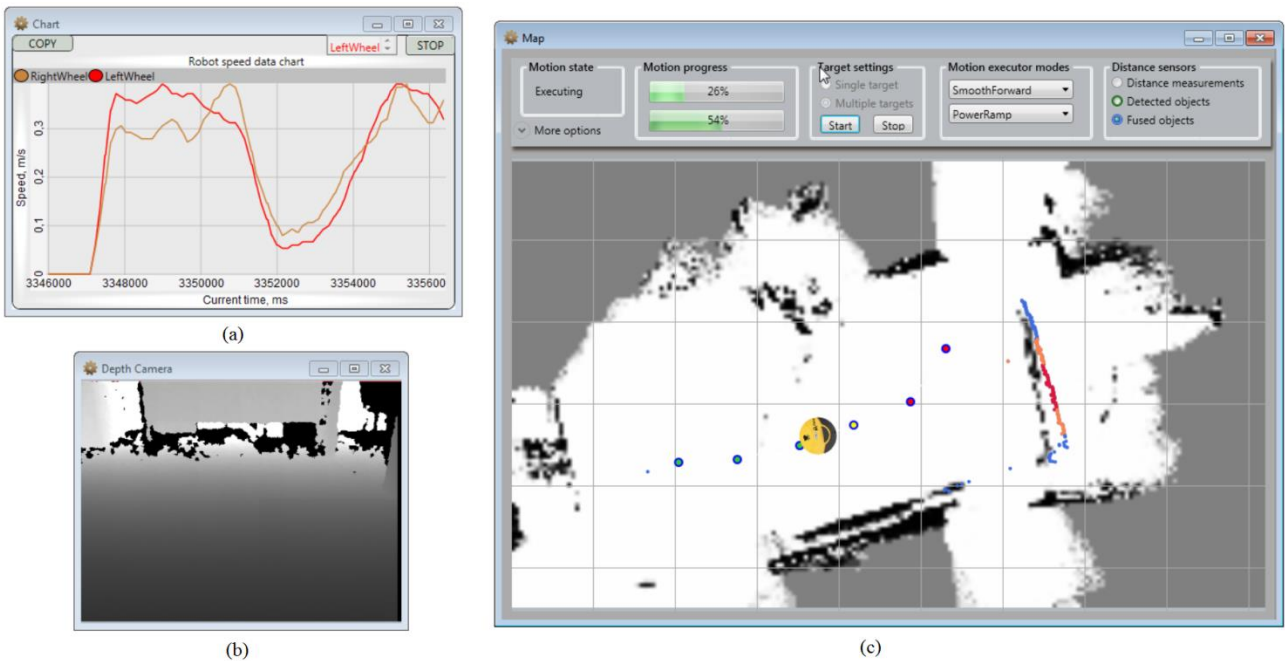 Chart
COPY
LeftWheel
STOP
Robot speed data chart
RightWheel
LeftWheel
Speed, m/s
0,3
0,2
0,1
0
3346000
3348000
3350000
3352000
3354000
335600
Current time, ms
(a)
Depth Camera
(b)
Map
Motion state
Executing
More options
Motion progress
26%
54%
Target settings
Single target
Multiple targets
Start
Stop
Motion executor modes
SmoothForward
PowerRamp
Distance sensors
Distance measurements
Detected objects
Fused objects
(c)